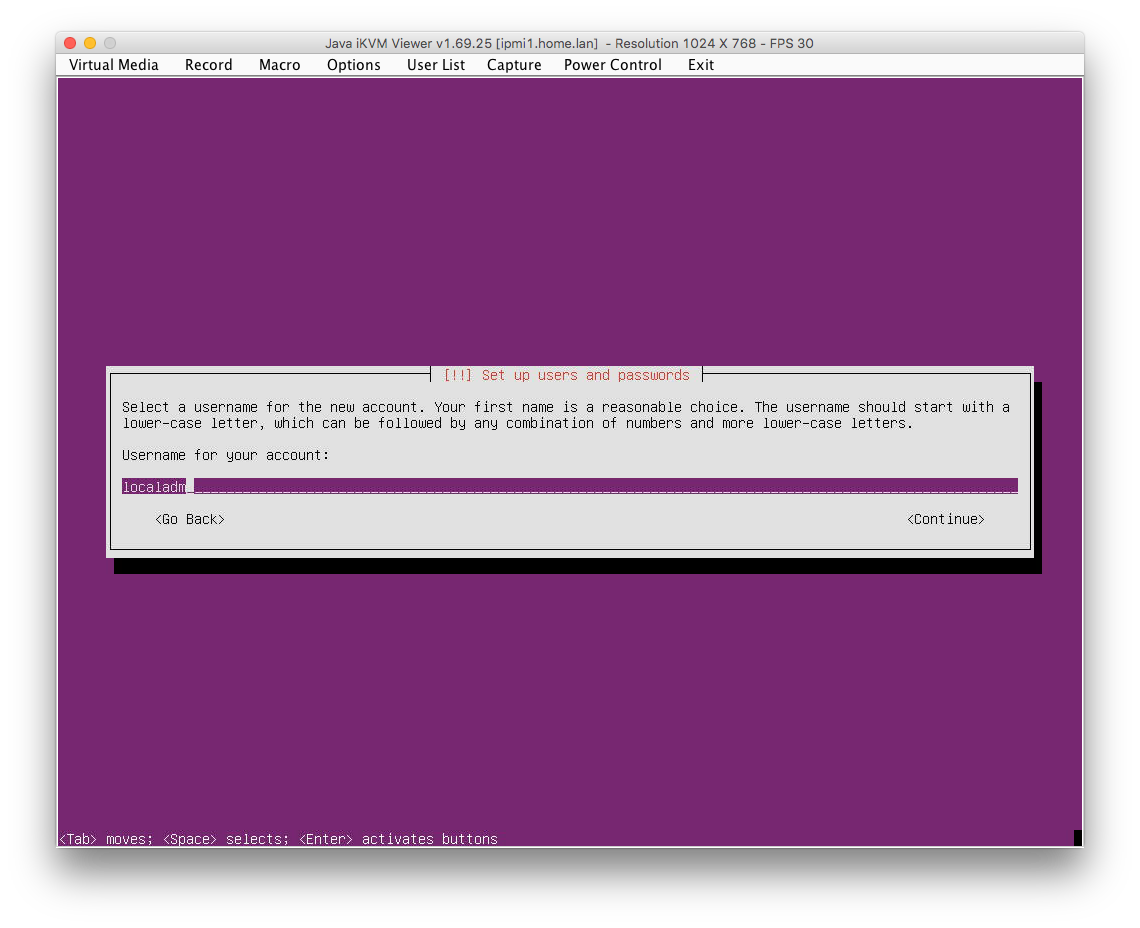 Java iKVM Viewer v1.69.25 [ipmi1.home.lan]  - Resolution 1024 X 768 - FPS 30
Virtual Media Record Macro Options User List Capture Power Control Exit
[!!] Set up users and passwords
Select a username for the new account. Your first name is a reasonable choice. The username should start with a
lower-case letter, which can be followed by any combination of numbers and more lower-case letters.
Username for your account:
localadm
<Go Back> <Continue>
<Tab> moves; <Space> selects; <Enter> activates buttons